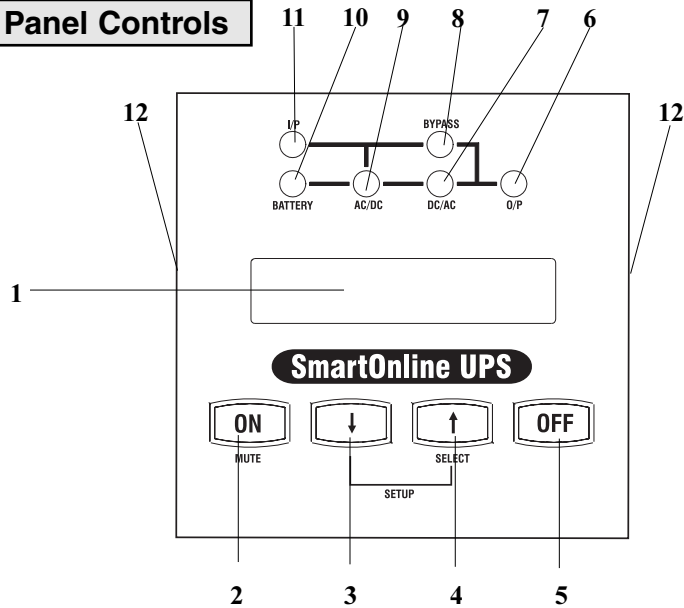 Panel Controls
11 10 9 8 7 6
12 12
I/P BYPASS
BATTERY AC/DC DC/AC O/P
1
SmartOnline UPS
ON ↓ ↑ OFF
MUTE SELECT
SETUP
2 3 4 5